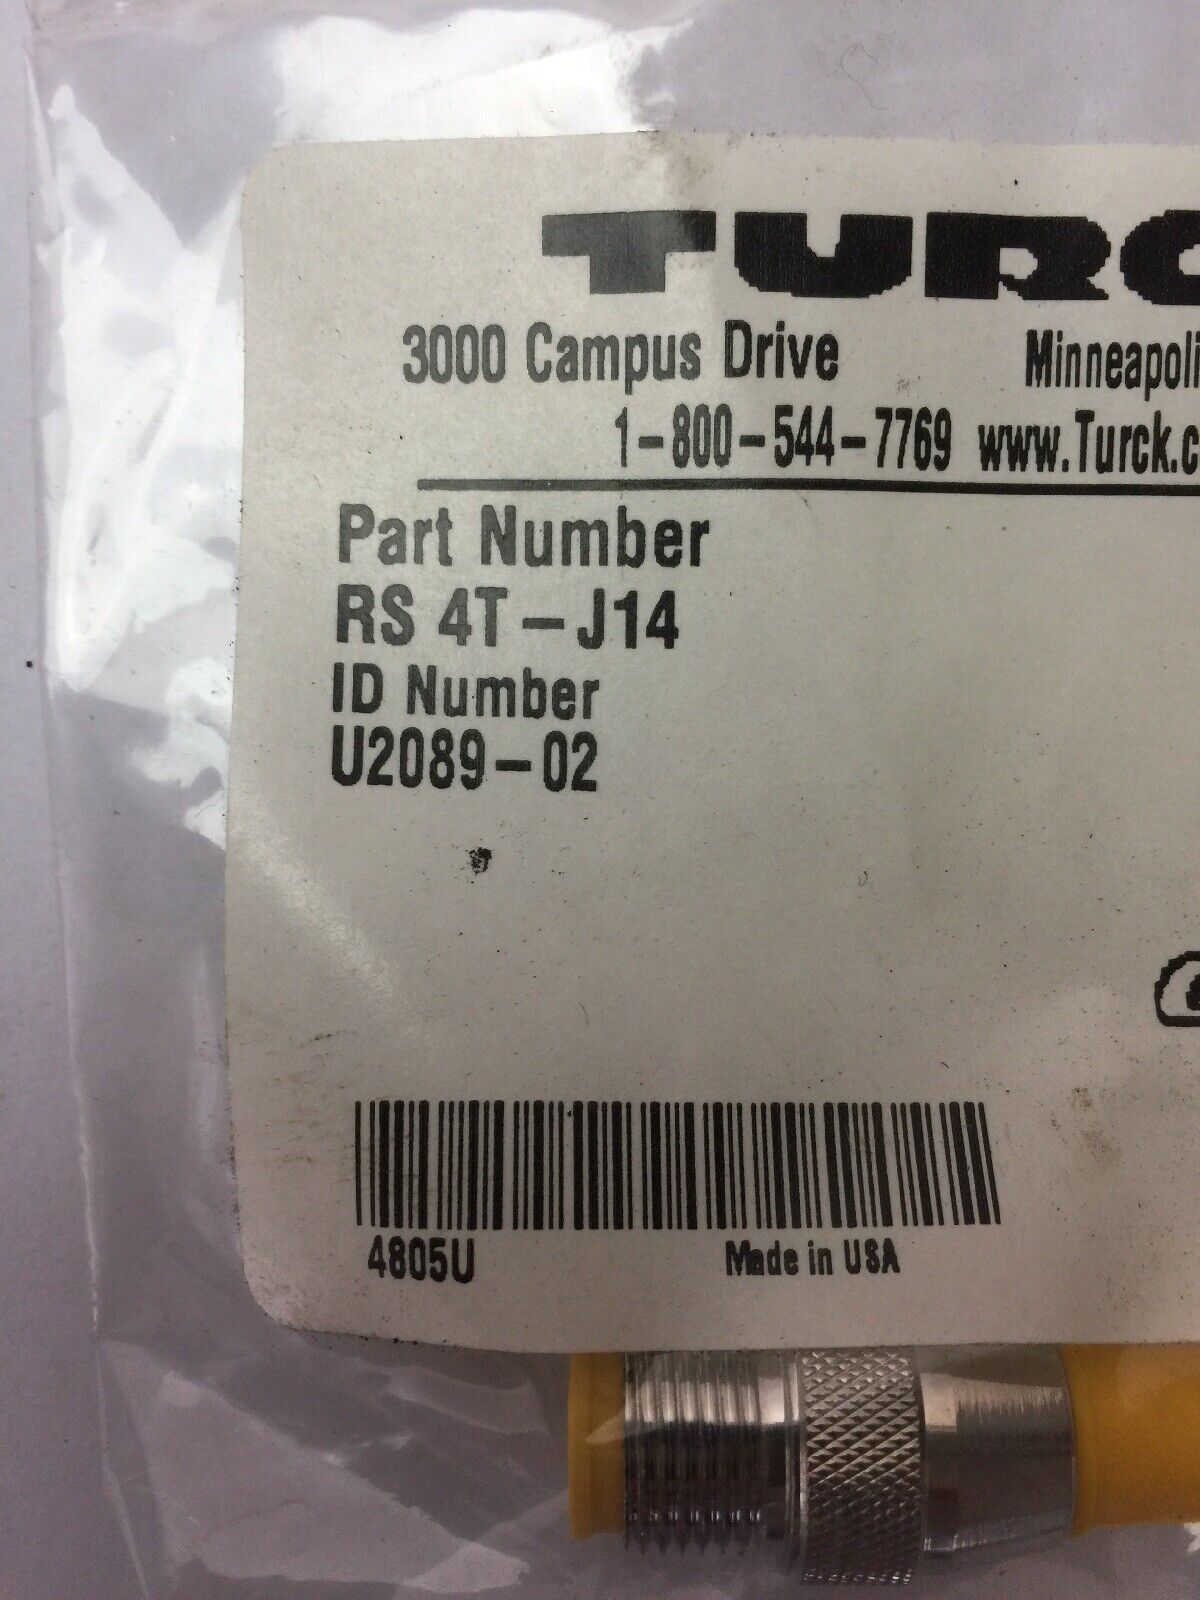 TURC
3000 Campus Drive Minneapoli
1-800-544-7769 www.Turck.c
Part Number
RS 4T-J14
ID Number
U2089-02
4805U Made in USA